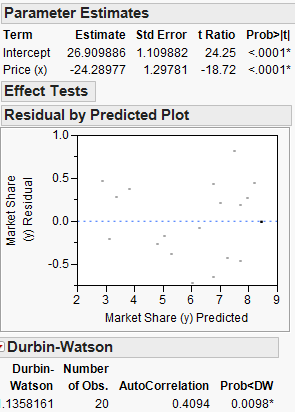 Parameter Estimates
Term Estimate Std Error t Ratio Prob>|t|
Intercept 26.909886 1.109882 24.25 <.0001*
Price (x) -24.28977 1.29781 -18.72 <.0001*
Effect Tests
Residual by Predicted Plot
1.0
0.5
0.0
-0.5
Market Share
(y) Residual
2 3 4 5 6 7 8 9
Market Share (y) Predicted
Durbin-Watson
Durbin- Number
Watson of Obs. AutoCorrelation Prob<DW
.1358161 20 0.4094 0.0098*